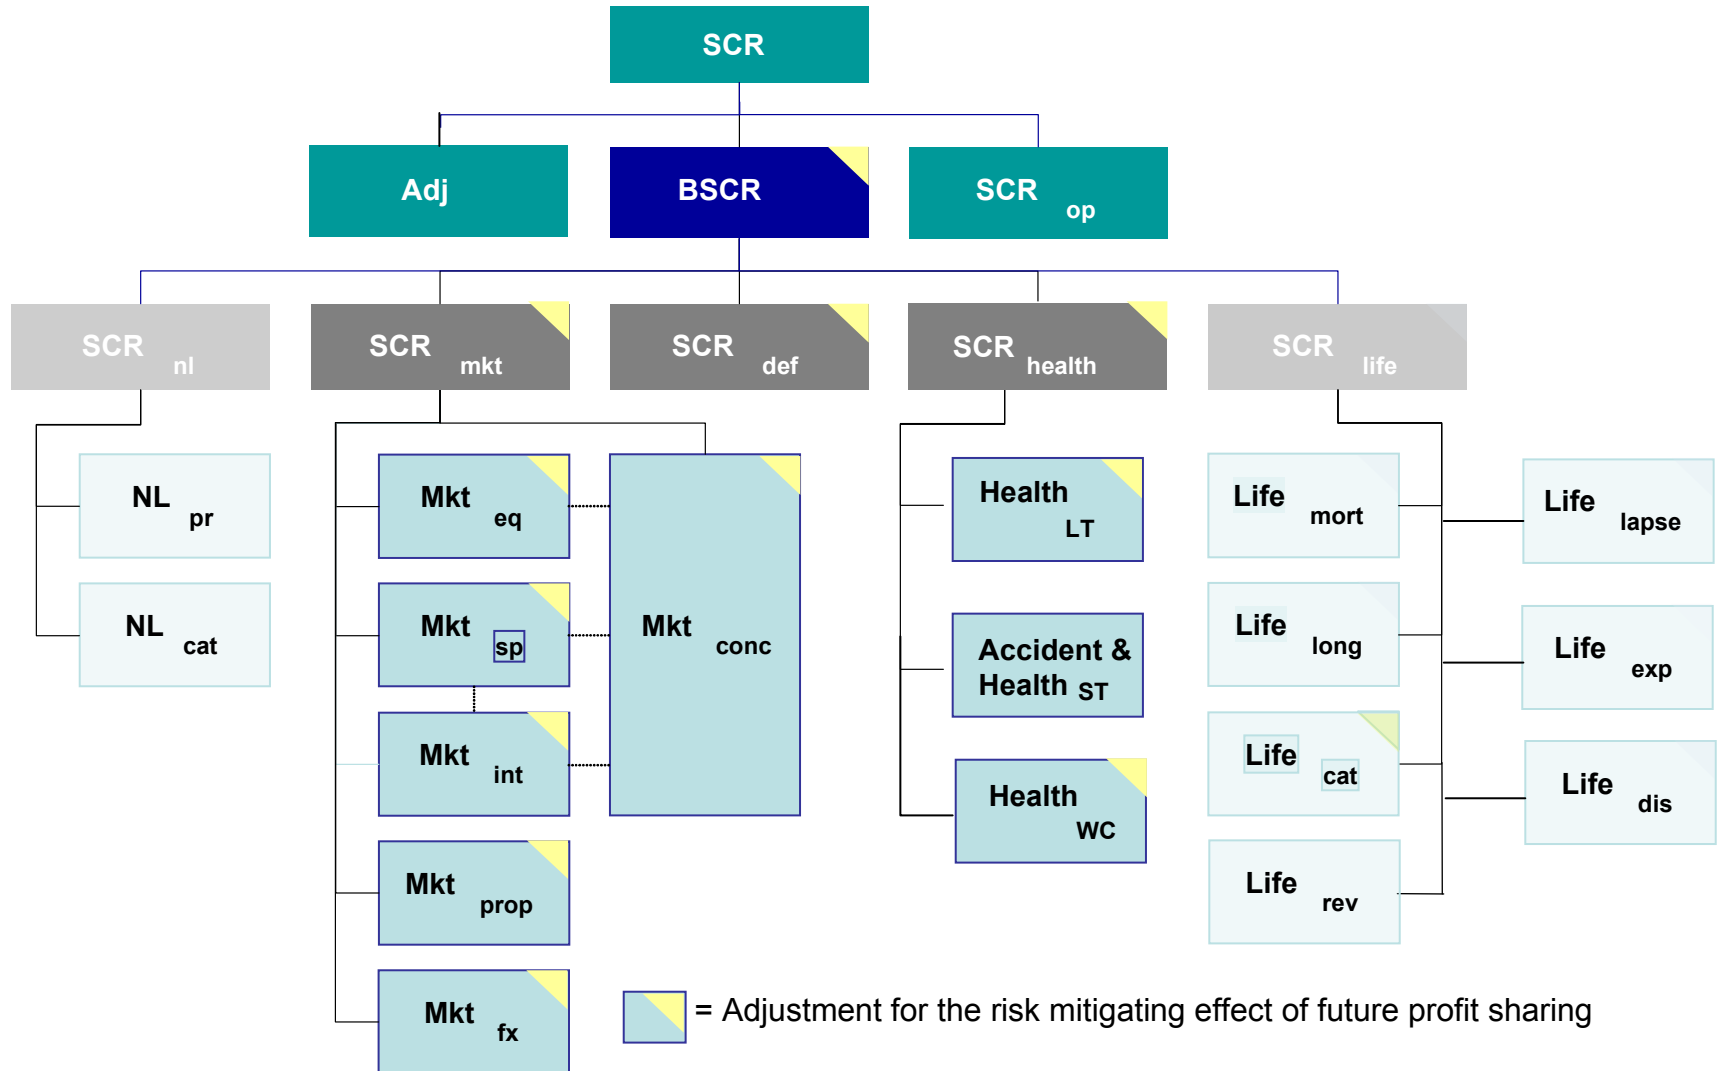 SCR
Adj
BSCR
SCR op
SCR nl
SCR mkt
SCR def
SCR health
SCR life
NL pr
NL cat
Mkt eq
Mkt sp
Mkt int
Mkt prop
Mkt fx
Mkt conc
Health LT
Accident &
Health ST
Health WC
Life mort
Life long
Life cat
Life rev
Life lapse
Life exp
Life dis
= Adjustment for the risk mitigating effect of future profit sharing